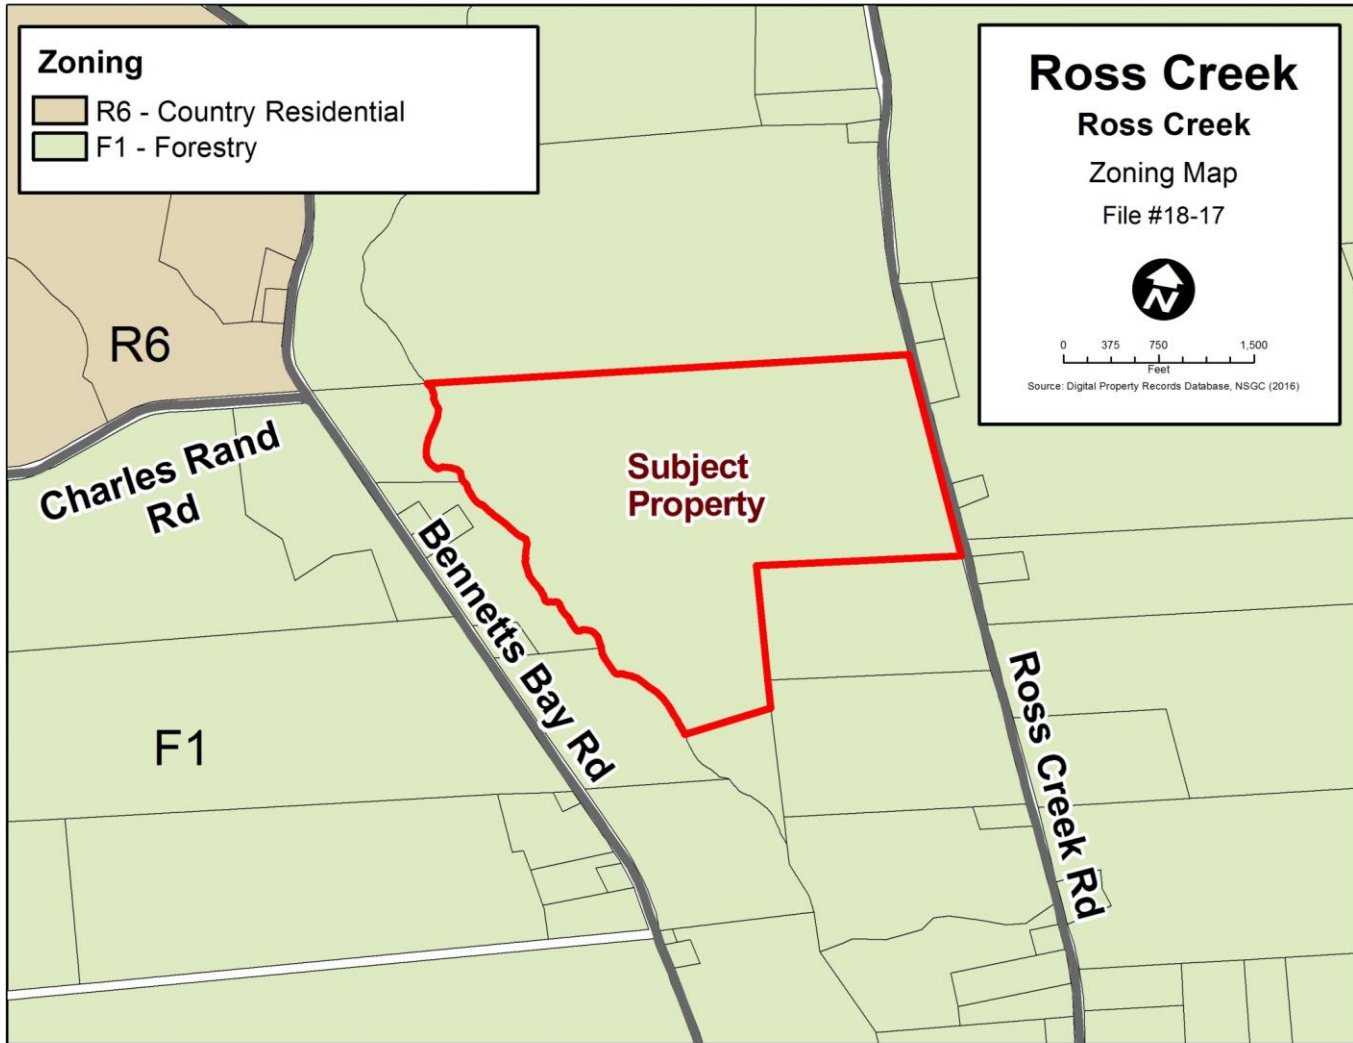 Zoning
R6 - Country Residential
F1 - Forestry
Ross Creek
Ross Creek
Zoning Map
File #18-17
N
0 375 750 1,500
Feet
Source: Digital Property Records Database, NSGC (2016)
R6
Charles Rand
Rd
Subject
Property
Bennetts Bay Rd
Ross Creek Rd
F1